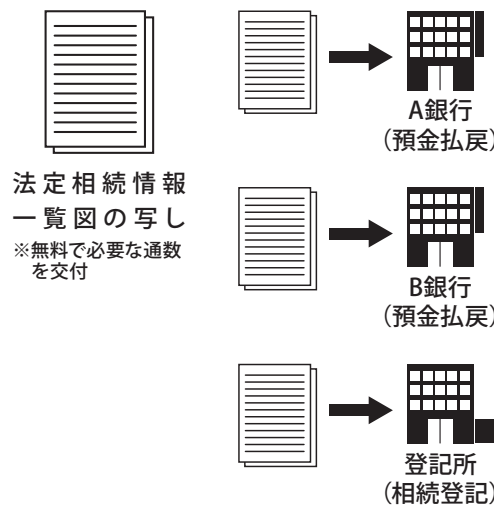 法定相続情報
一覧図の写し
※無料で必要な通数
を交付
A銀行
(預金払戻)
B銀行
(預金払戻)
登記所
(相続登記)